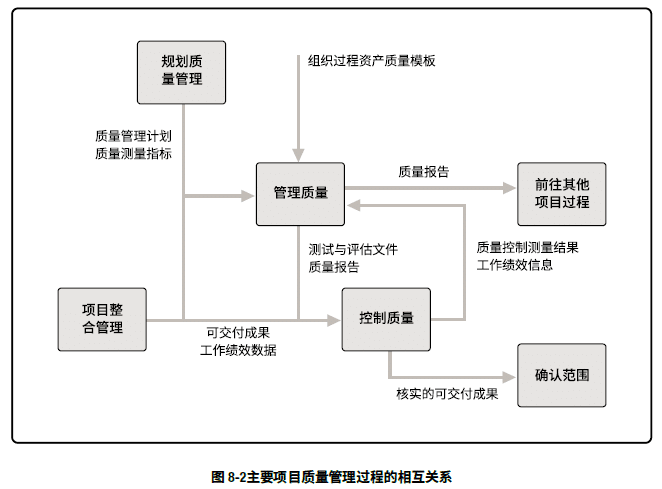 规划质
量管理
组织过程资产质量模板
质量管理计划
质量测量指标
管理质量
质量报告
前往其他
项目过程
测试与评估文件
质量报告
质量控制测量结果
工作绩效信息
项目整
合管理
可交付成果
工作绩效数据
控制质量
核实的可交付成果
确认范围
图 8-2主要项目质量管理过程的相互关系